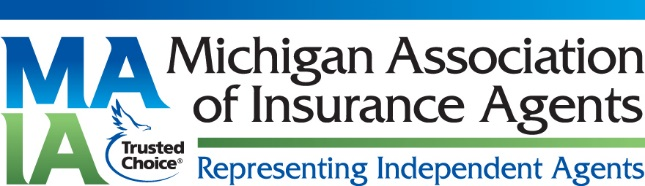 MA
IA
Trusted
Choice®
Michigan Association
of Insurance Agents
Representing Independent Agents